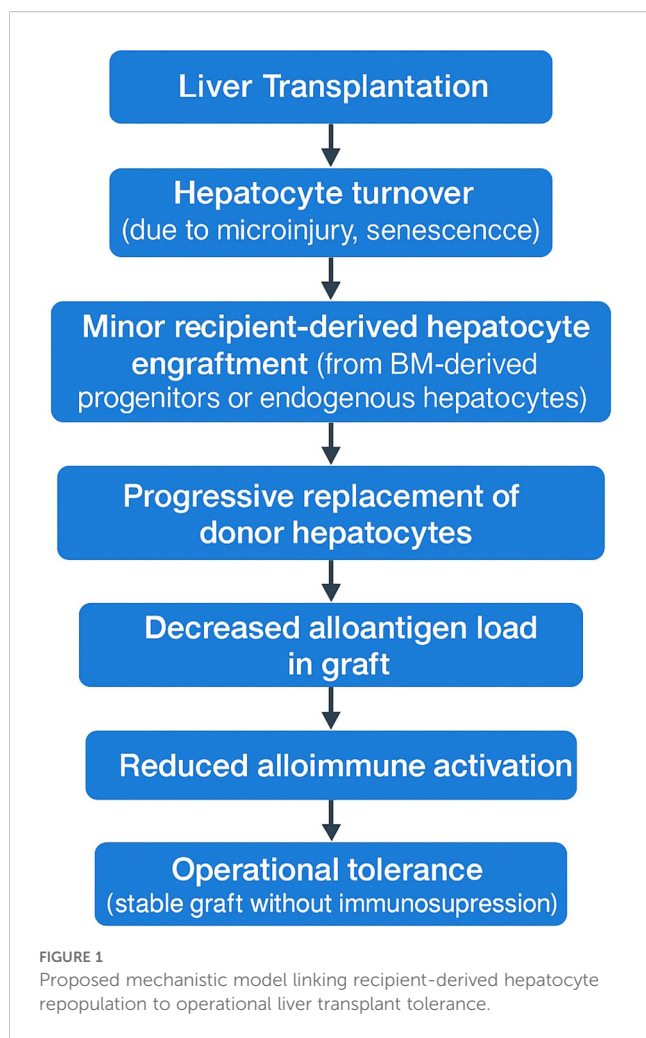 Liver Transplantation
Hepatocyte turnover
(due to microinjury, senescencce)
Minor recipient-derived hepatocyte
engraftment (from BM-derived
progenitors or endogenous hepatocytes)
Progressive replacement of
donor hepatocytes
Decreased alloantigen load
in graft
Reduced alloimmune activation
Operational tolerance
(stable graft without immunosupression)
FIGURE 1
Proposed mechanistic model linking recipient-derived hepatocyte
repopulation to operational liver transplant tolerance.